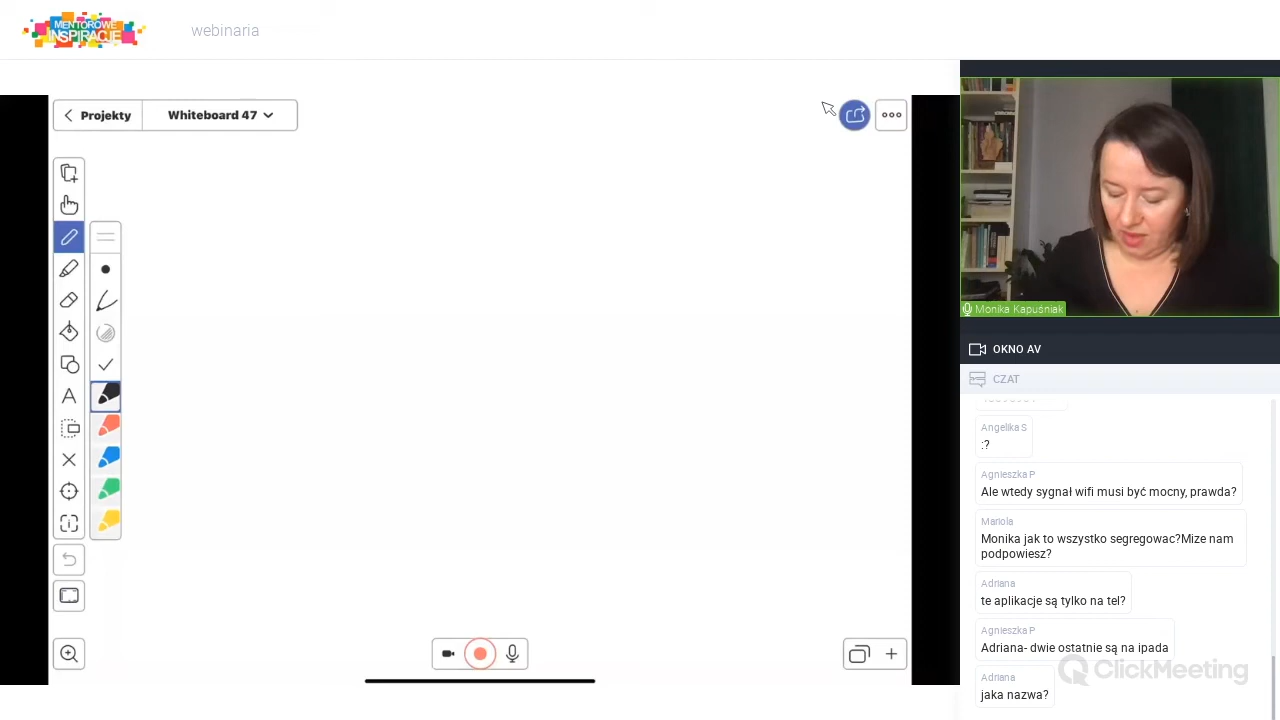 MENTOROWE
INSPIRACJE
webinaria
Projekty
Whiteboard 47
A
Monika Kapuśniak
OKNO AV
CZAT
Angelika S
:?
Agnieszka P
Ale wtedy sygnał wifi musi być mocny, prawda?
Mariola
Monika jak to wszystko segregowac?Mize nam
podpowiesz?
Adriana
te aplikacje są tylko na tel?
Agnieszka P
Adriana- dwie ostatnie są na ipada
Adriana
jaka nazwa?
ClickMeeting